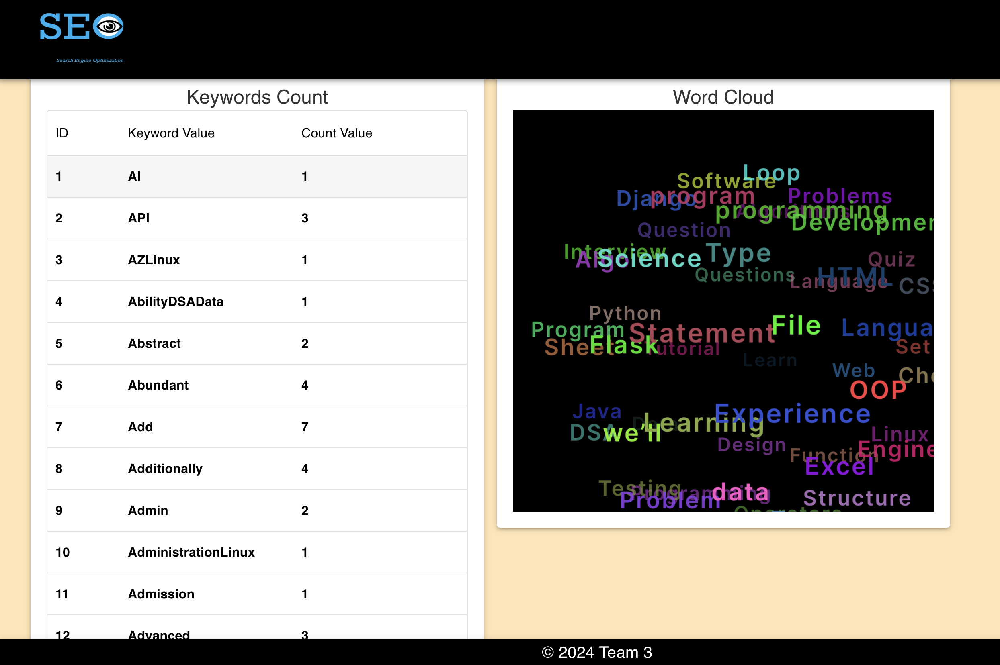 SEO
Search Engine Optimization
Keywords Count
ID Keyword Value Count Value
1 AI 1
2 API 3
3 AZLinux 1
4 AbilityDSAData 1
5 Abstract 2
6 Abundant 4
7 Add 7
8 Additionally 4
9 Admin 2
10 AdministrationLinux 1
11 Admission 1
12 Advanced 3
Word Cloud
Loop
Software
Django program Problems
programming Algorithms
Developmen
Question
Interview Type
Algo Science Quiz
Questions HTML
Language CSS
Python
File
Program Statement Langua
Sheet Flask Tutorial Set
Learn
Web Che
OOP
Java Experience
Data Learning
DSA we'll Linux
Design
Function Engine
Excel
Testing
Programming data
Problem Structure
Operators
© 2024 Team 3